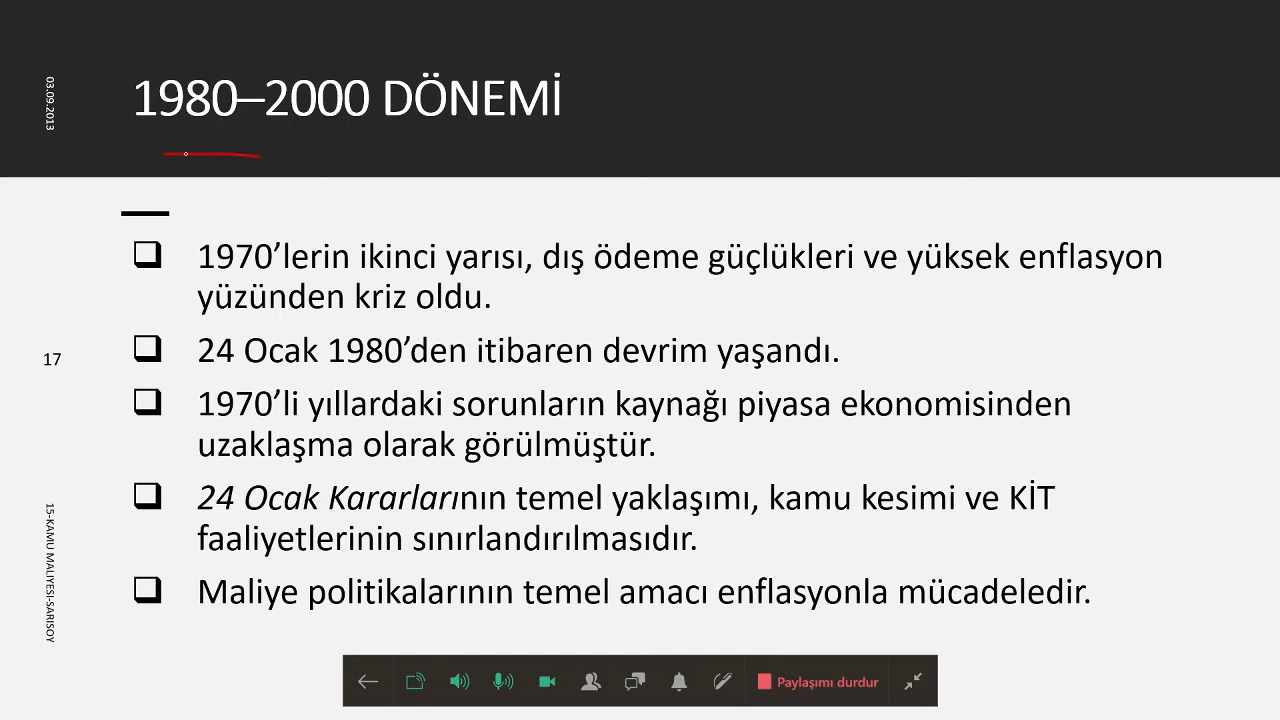 03.09.2013
1980–2000 DÖNEMİ
1970’lerin ikinci yarısı, dış ödeme güçlükleri ve yüksek enflasyon
yüzünden kriz oldu.
17
24 Ocak 1980’den itibaren devrim yaşandı.
1970’li yıllardaki sorunların kaynağı piyasa ekonomisinden
uzaklaşma olarak görülmüştür.
24 Ocak Kararlarının temel yaklaşımı, kamu kesimi ve KİT
faaliyetlerinin sınırlandırılmasıdır.
Maliye politikalarının temel amacı enflasyonla mücadeledir.
15-KAMU MALIYESI-SARISOY
Paylaşımı durdur